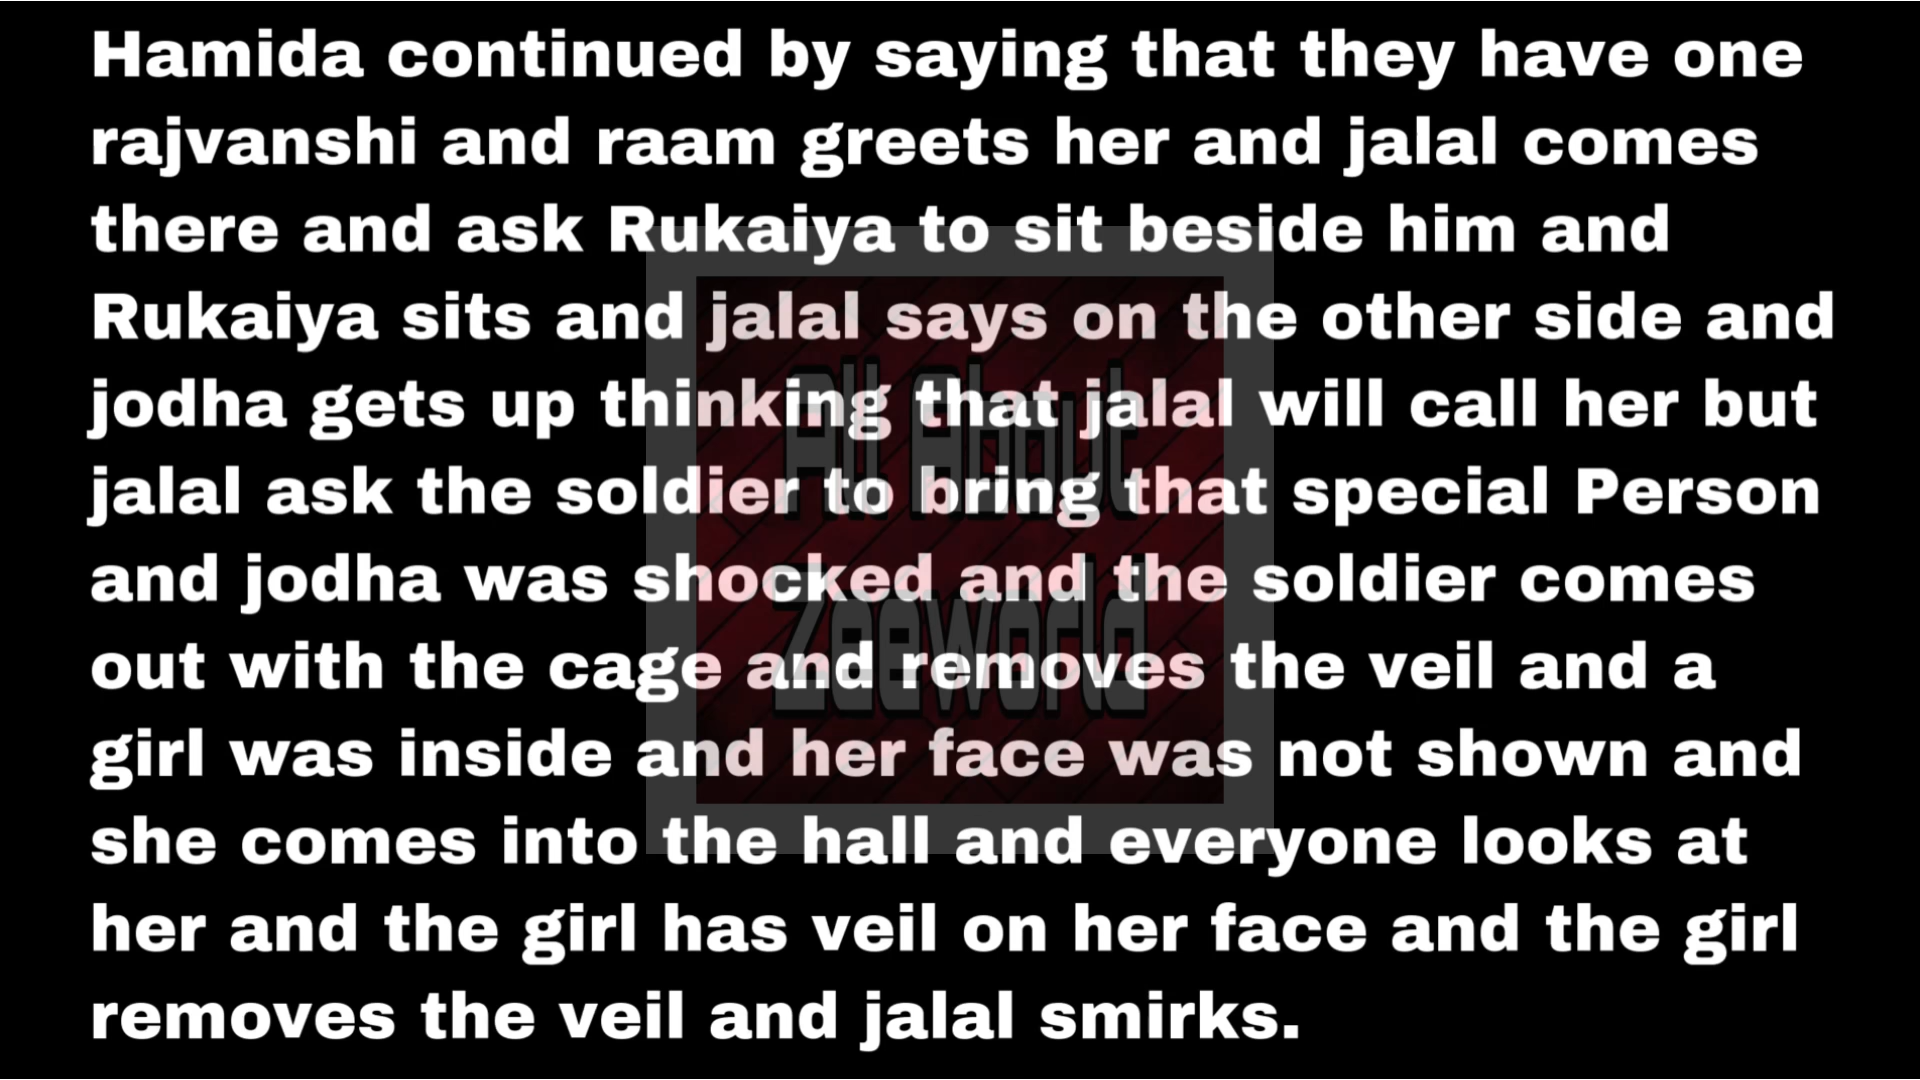 Hamida continued by saying that they have one
rajvanshi and raam greets her and jalal comes
there and ask Rukaiya to sit beside him and
Rukaiya sits and jalal says on the other side and
jodha gets up thinking that jalal will call her but
jalal ask the soldier to bring that special Person
and jodha was shocked and the soldier comes
out with the cage and removes the veil and a
girl was inside and her face was not shown and
she comes into the hall and everyone looks at
her and the girl has veil on her face and the girl
removes the veil and jalal smirks.
All About
Zeeworld